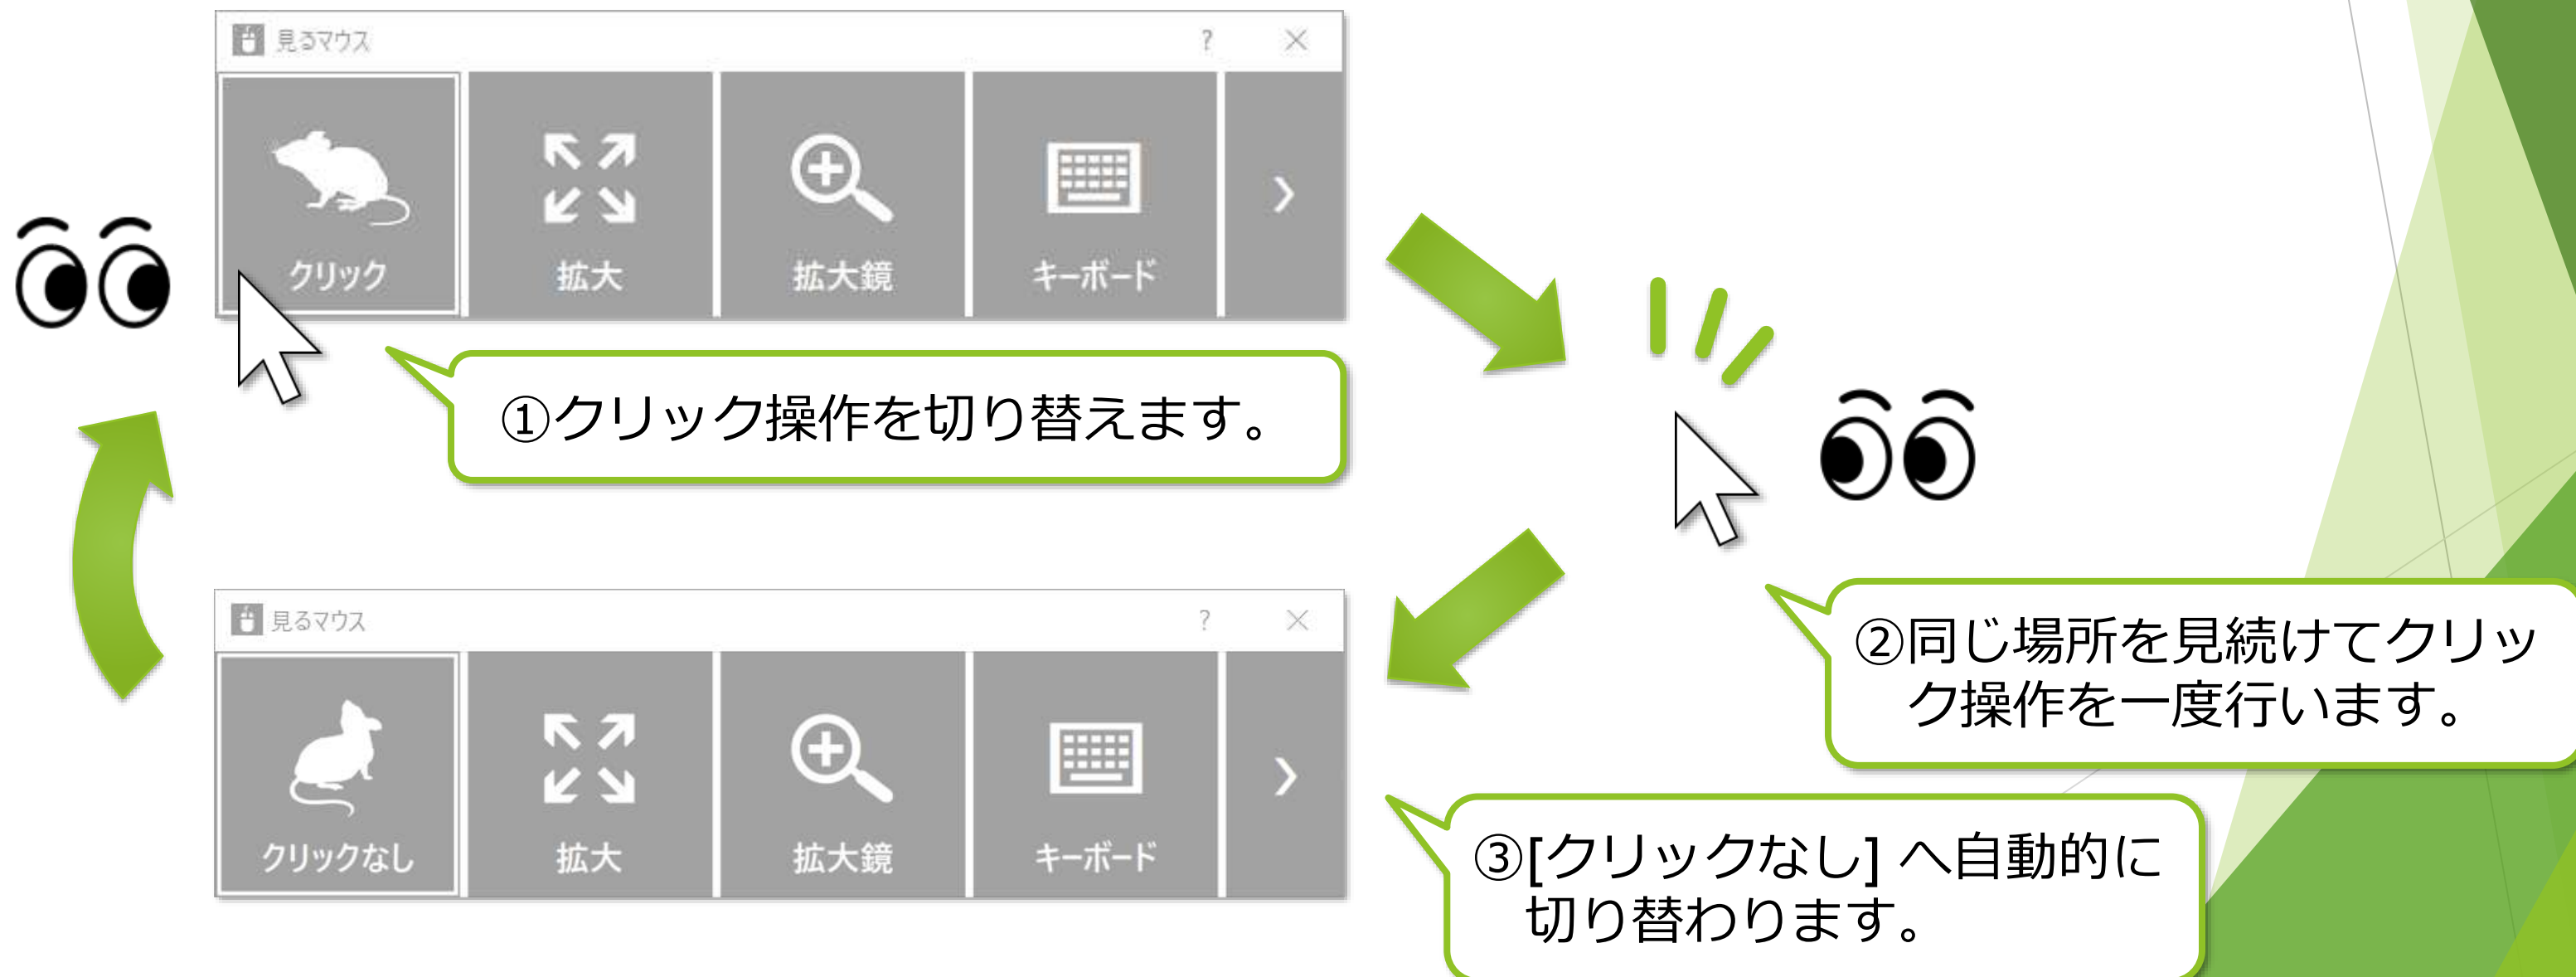 見るマウス ? ×
クリック 拡大 拡大鏡 キーボード >
①クリック操作を切り替えます。
②同じ場所を見続けてクリッ
ク操作を一度行います。
見るマウス ? ×
クリックなし 拡大 拡大鏡 キーボード >
③[クリックなし] へ自動的に
切り替わります。